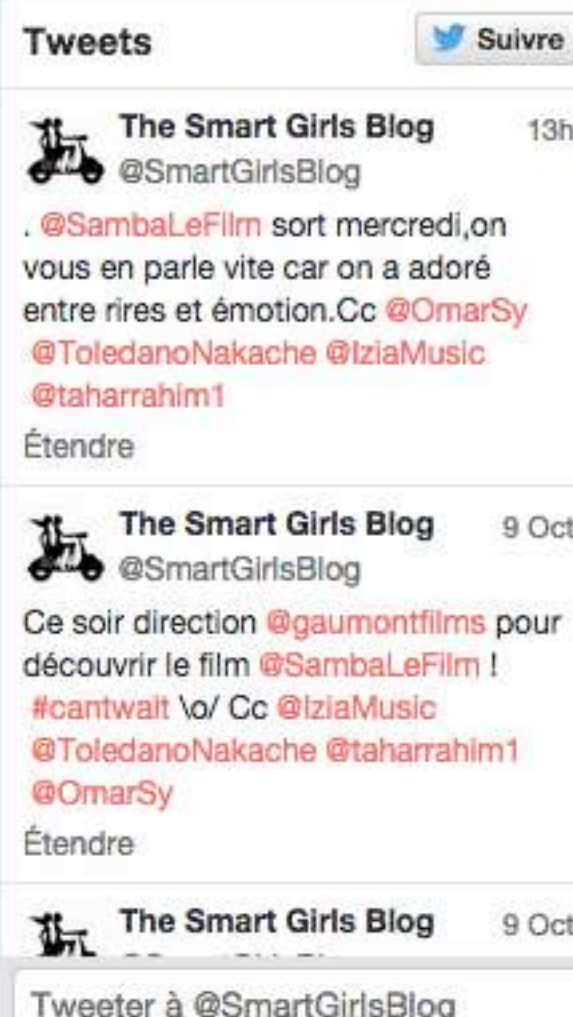 Tweets
Suivre
The Smart Girls Blog 13h
@SmartGirlsBlog
. @SambaLeFilm sort mercredi,on
vous en parle vite car on a adoré
entre rires et émotion.Cc @OmarSy
@ToledanoNakache @IziaMusic
@taharrahim1
Étendre
The Smart Girls Blog 9 Oct
@SmartGirlsBlog
Ce soir direction @gaumontfilms pour
découvrir le film @SambaLeFilm !
#cantwait \o/ Cc @IziaMusic
@ToledanoNakache @taharrahim1
@OmarSy
Étendre
The Smart Girls Blog 9 Oct
Tweeter à @SmartGirlsBlog